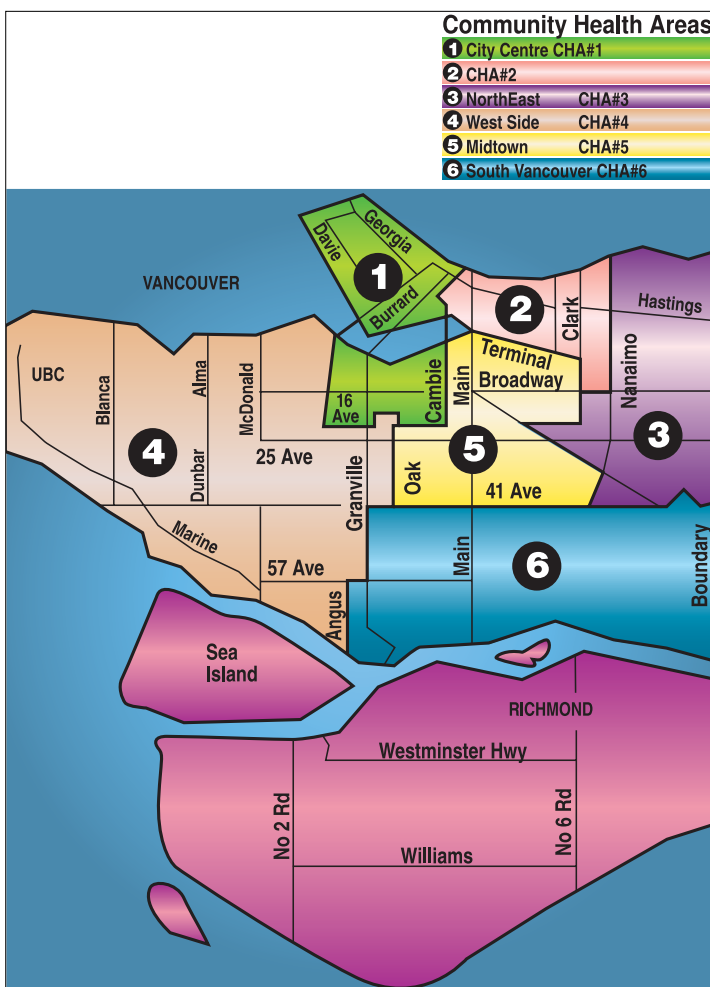 Community Health Areas
1 City Centre CHA#1
2 CHA#2
3 NorthEast CHA#3
4 West Side CHA#4
5 Midtown CHA#5
6 South Vancouver CHA#6
Georgia
Davie
1
VANCOUVER
Burrard
2
Clark
Hastings
UBC
Blanca
Alma
McDonald
16
Ave
Cambie
Main
Terminal
Broadway
Nanaimo
4
Dunbar
25 Ave
Granville
Oak
5
41 Ave
3
Marine
57 Ave
Angus
Main
6
Boundary
Sea
Island
RICHMOND
Westminster Hwy
No 2 Rd
No 6 Rd
Williams